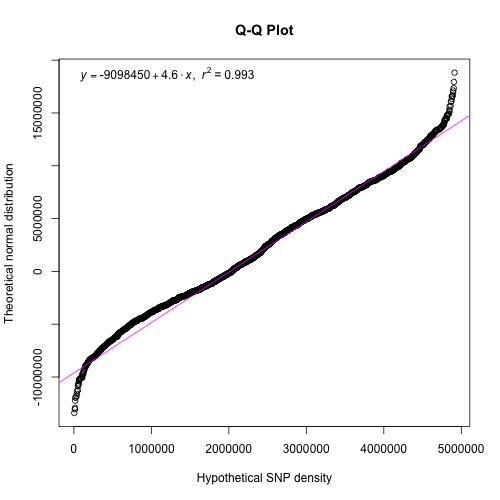 Q-Q Plot
y = -9098450 + 4.6 · x, r² = 0.993
15000000
5000000
0
-10000000
Theoretical normal distribution
0 1000000 2000000 3000000 4000000 5000000
Hypothetical SNP density